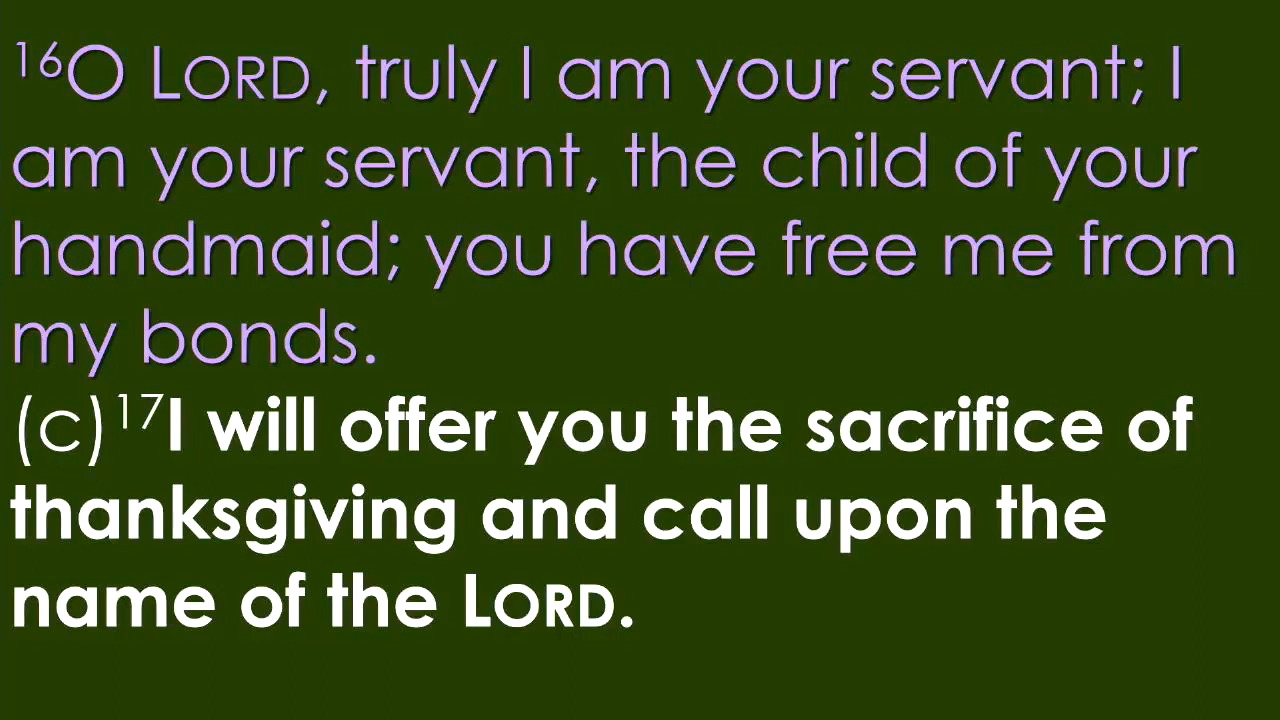 ¹⁶O LORD, truly I am your servant; I
am your servant, the child of your
handmaid; you have free me from
my bonds.
(c)¹⁷I will offer you the sacrifice of
thanksgiving and call upon the
name of the LORD.